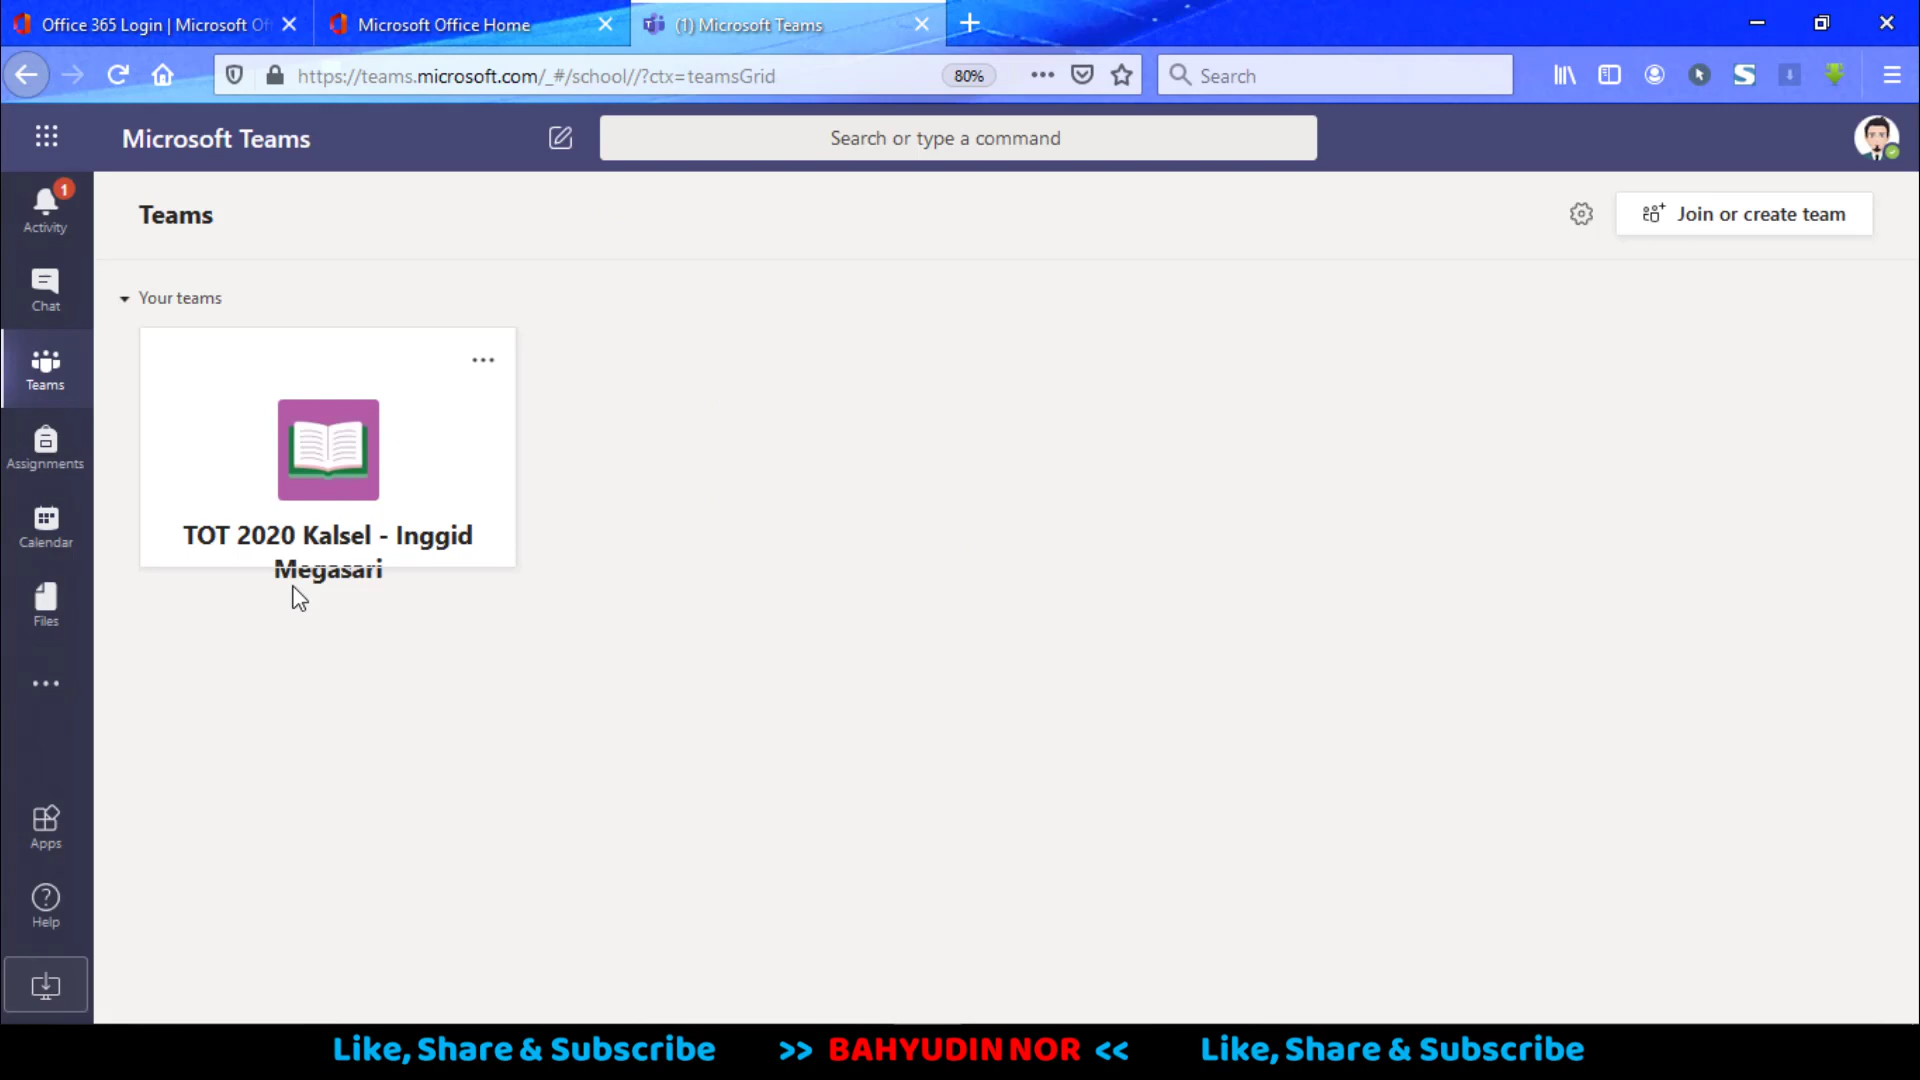 Office 365 Login | Microsoft Of
Microsoft Office Home
(1) Microsoft Teams
https://teams.microsoft.com/_#/school//?ctx=teamsGrid
80%
Search
Microsoft Teams
Search or type a command
1
Activity
Chat
Teams
Assignments
Calendar
Files
Apps
Help
Teams
Join or create team
Your teams
TOT 2020 Kalsel - Inggid
Megasari
Like, Share & Subscribe >> BAHYUDIN NOR << Like, Share & Subscribe